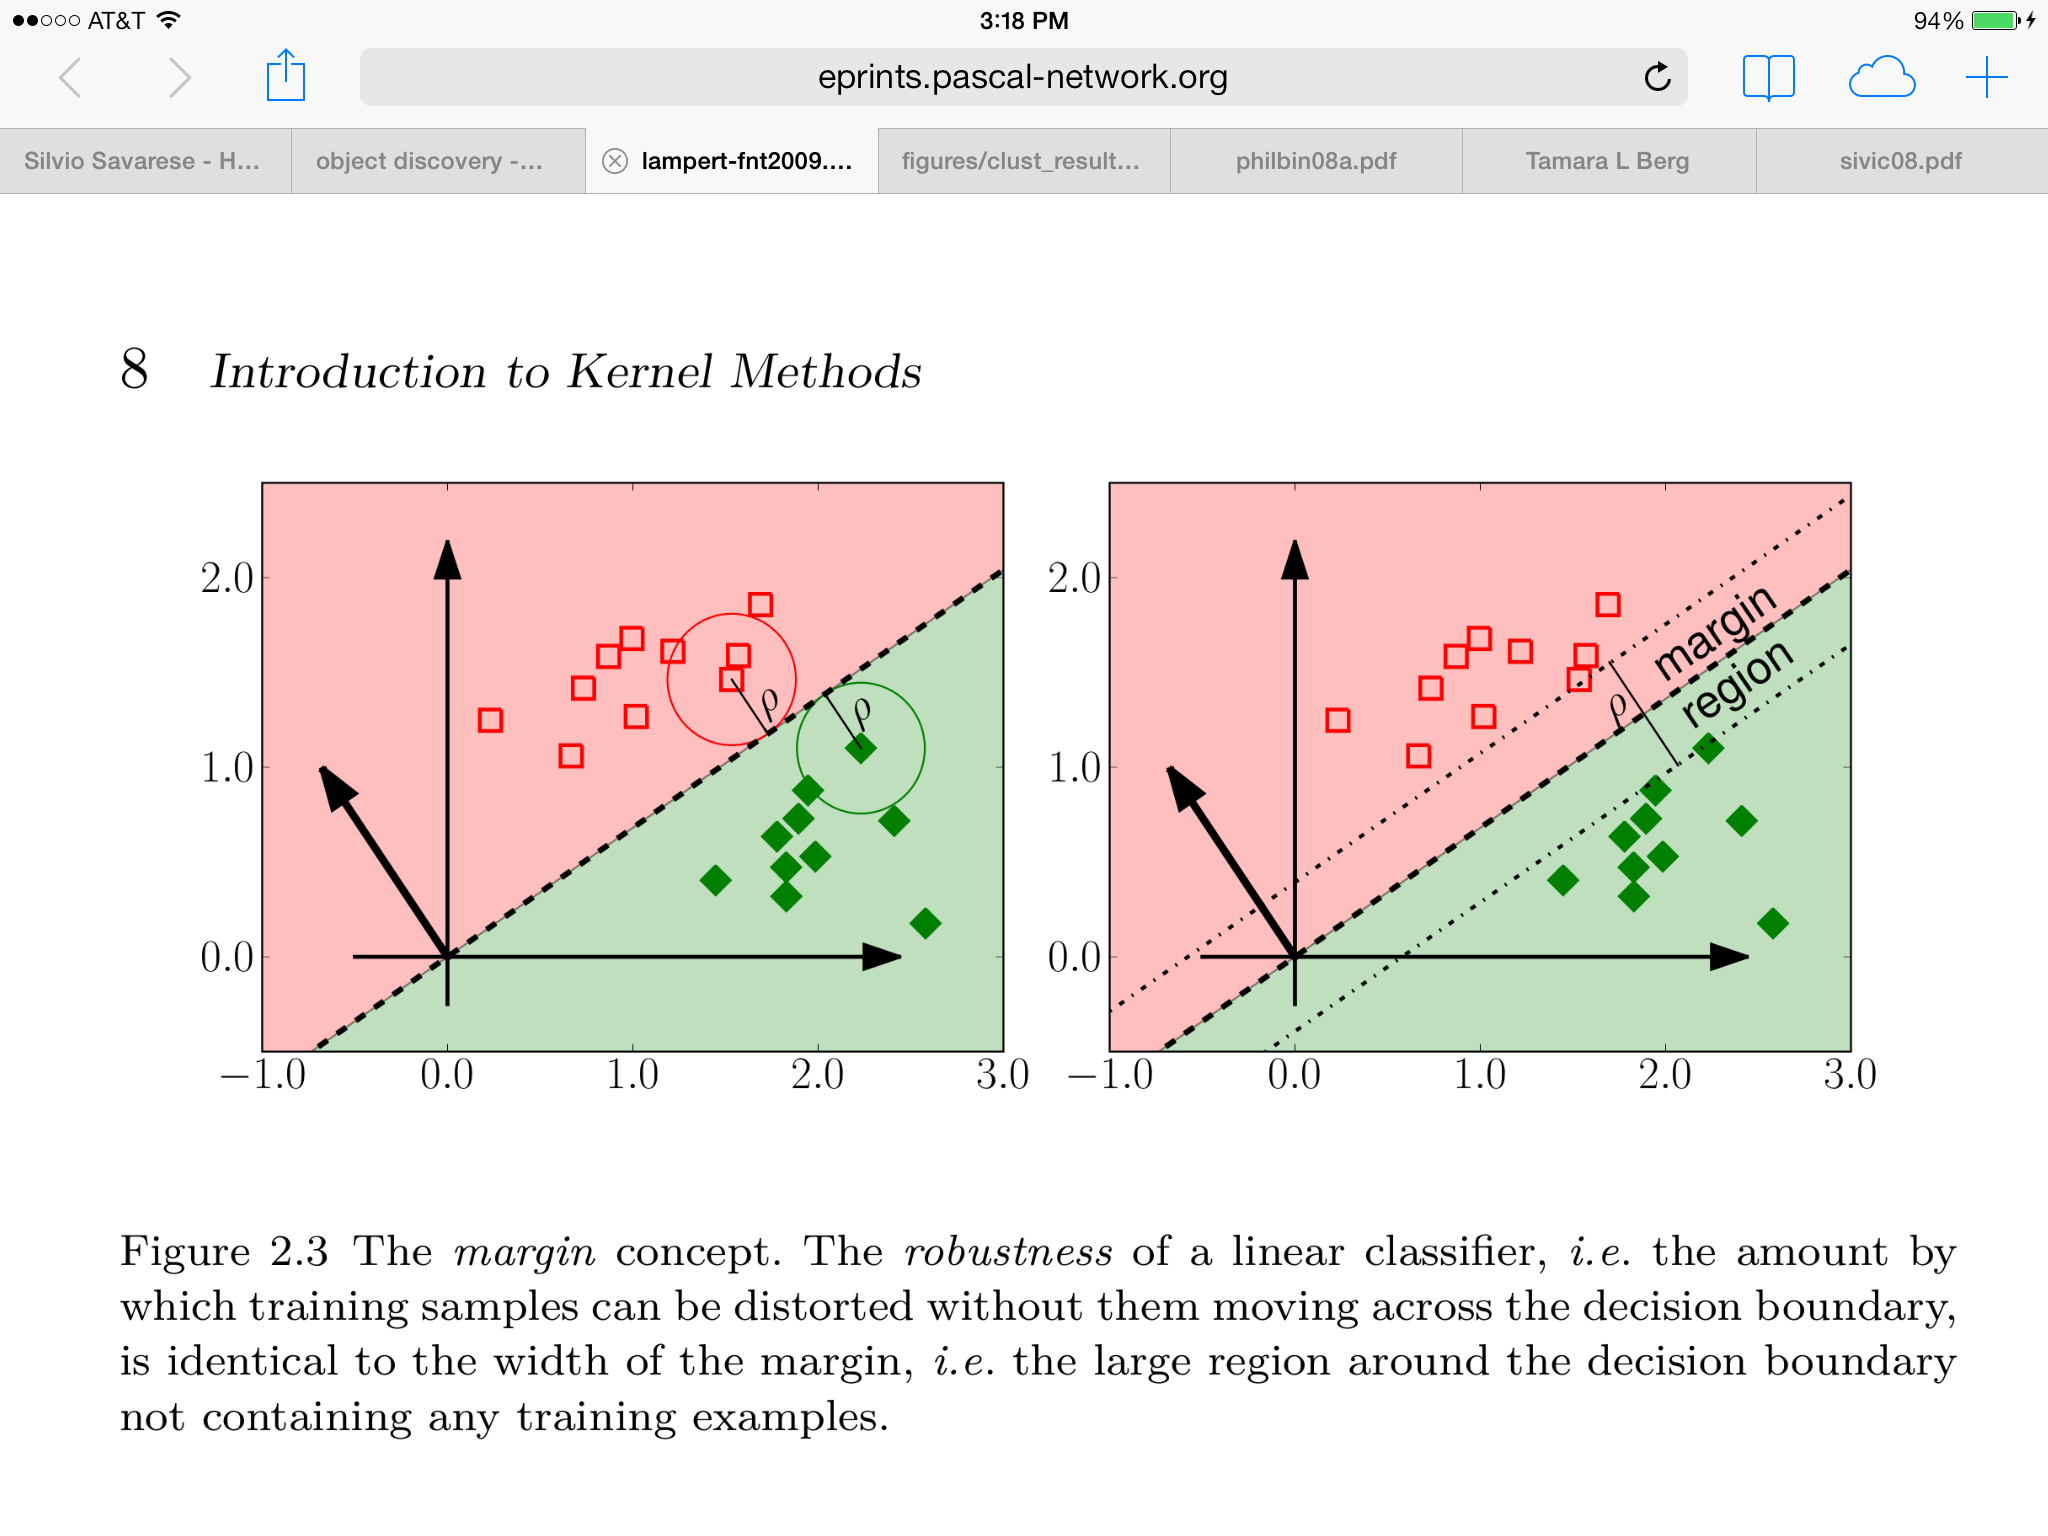 AT&T 3:18 PM 94%
eprints.pascal-network.org
Silvio Savarese - H...
object discovery -...
lampert-fnt2009....
figures/clust_result...
philbin08a.pdf
Tamara L Berg
sivic08.pdf
8 Introduction to Kernel Methods
2.0
1.0
0.0
−1.0 0.0 1.0 2.0 3.0
ρ
ρ
2.0
1.0
0.0
−1.0 0.0 1.0 2.0 3.0
margin
region
ρ
Figure 2.3 The margin concept. The robustness of a linear classifier, i.e. the amount by
which training samples can be distorted without them moving across the decision boundary,
is identical to the width of the margin, i.e. the large region around the decision boundary
not containing any training examples.